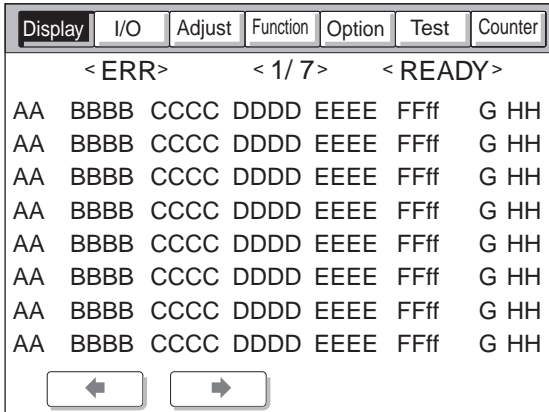 Display I/O Adjust Function Option Test Counter
<ERR> <1/7> <READY>
AA BBBB CCCC DDDD EEEE FFff G HH
AA BBBB CCCC DDDD EEEE FFff G HH
AA BBBB CCCC DDDD EEEE FFff G HH
AA BBBB CCCC DDDD EEEE FFff G HH
AA BBBB CCCC DDDD EEEE FFff G HH
AA BBBB CCCC DDDD EEEE FFff G HH
AA BBBB CCCC DDDD EEEE FFff G HH
AA BBBB CCCC DDDD EEEE FFff G HH